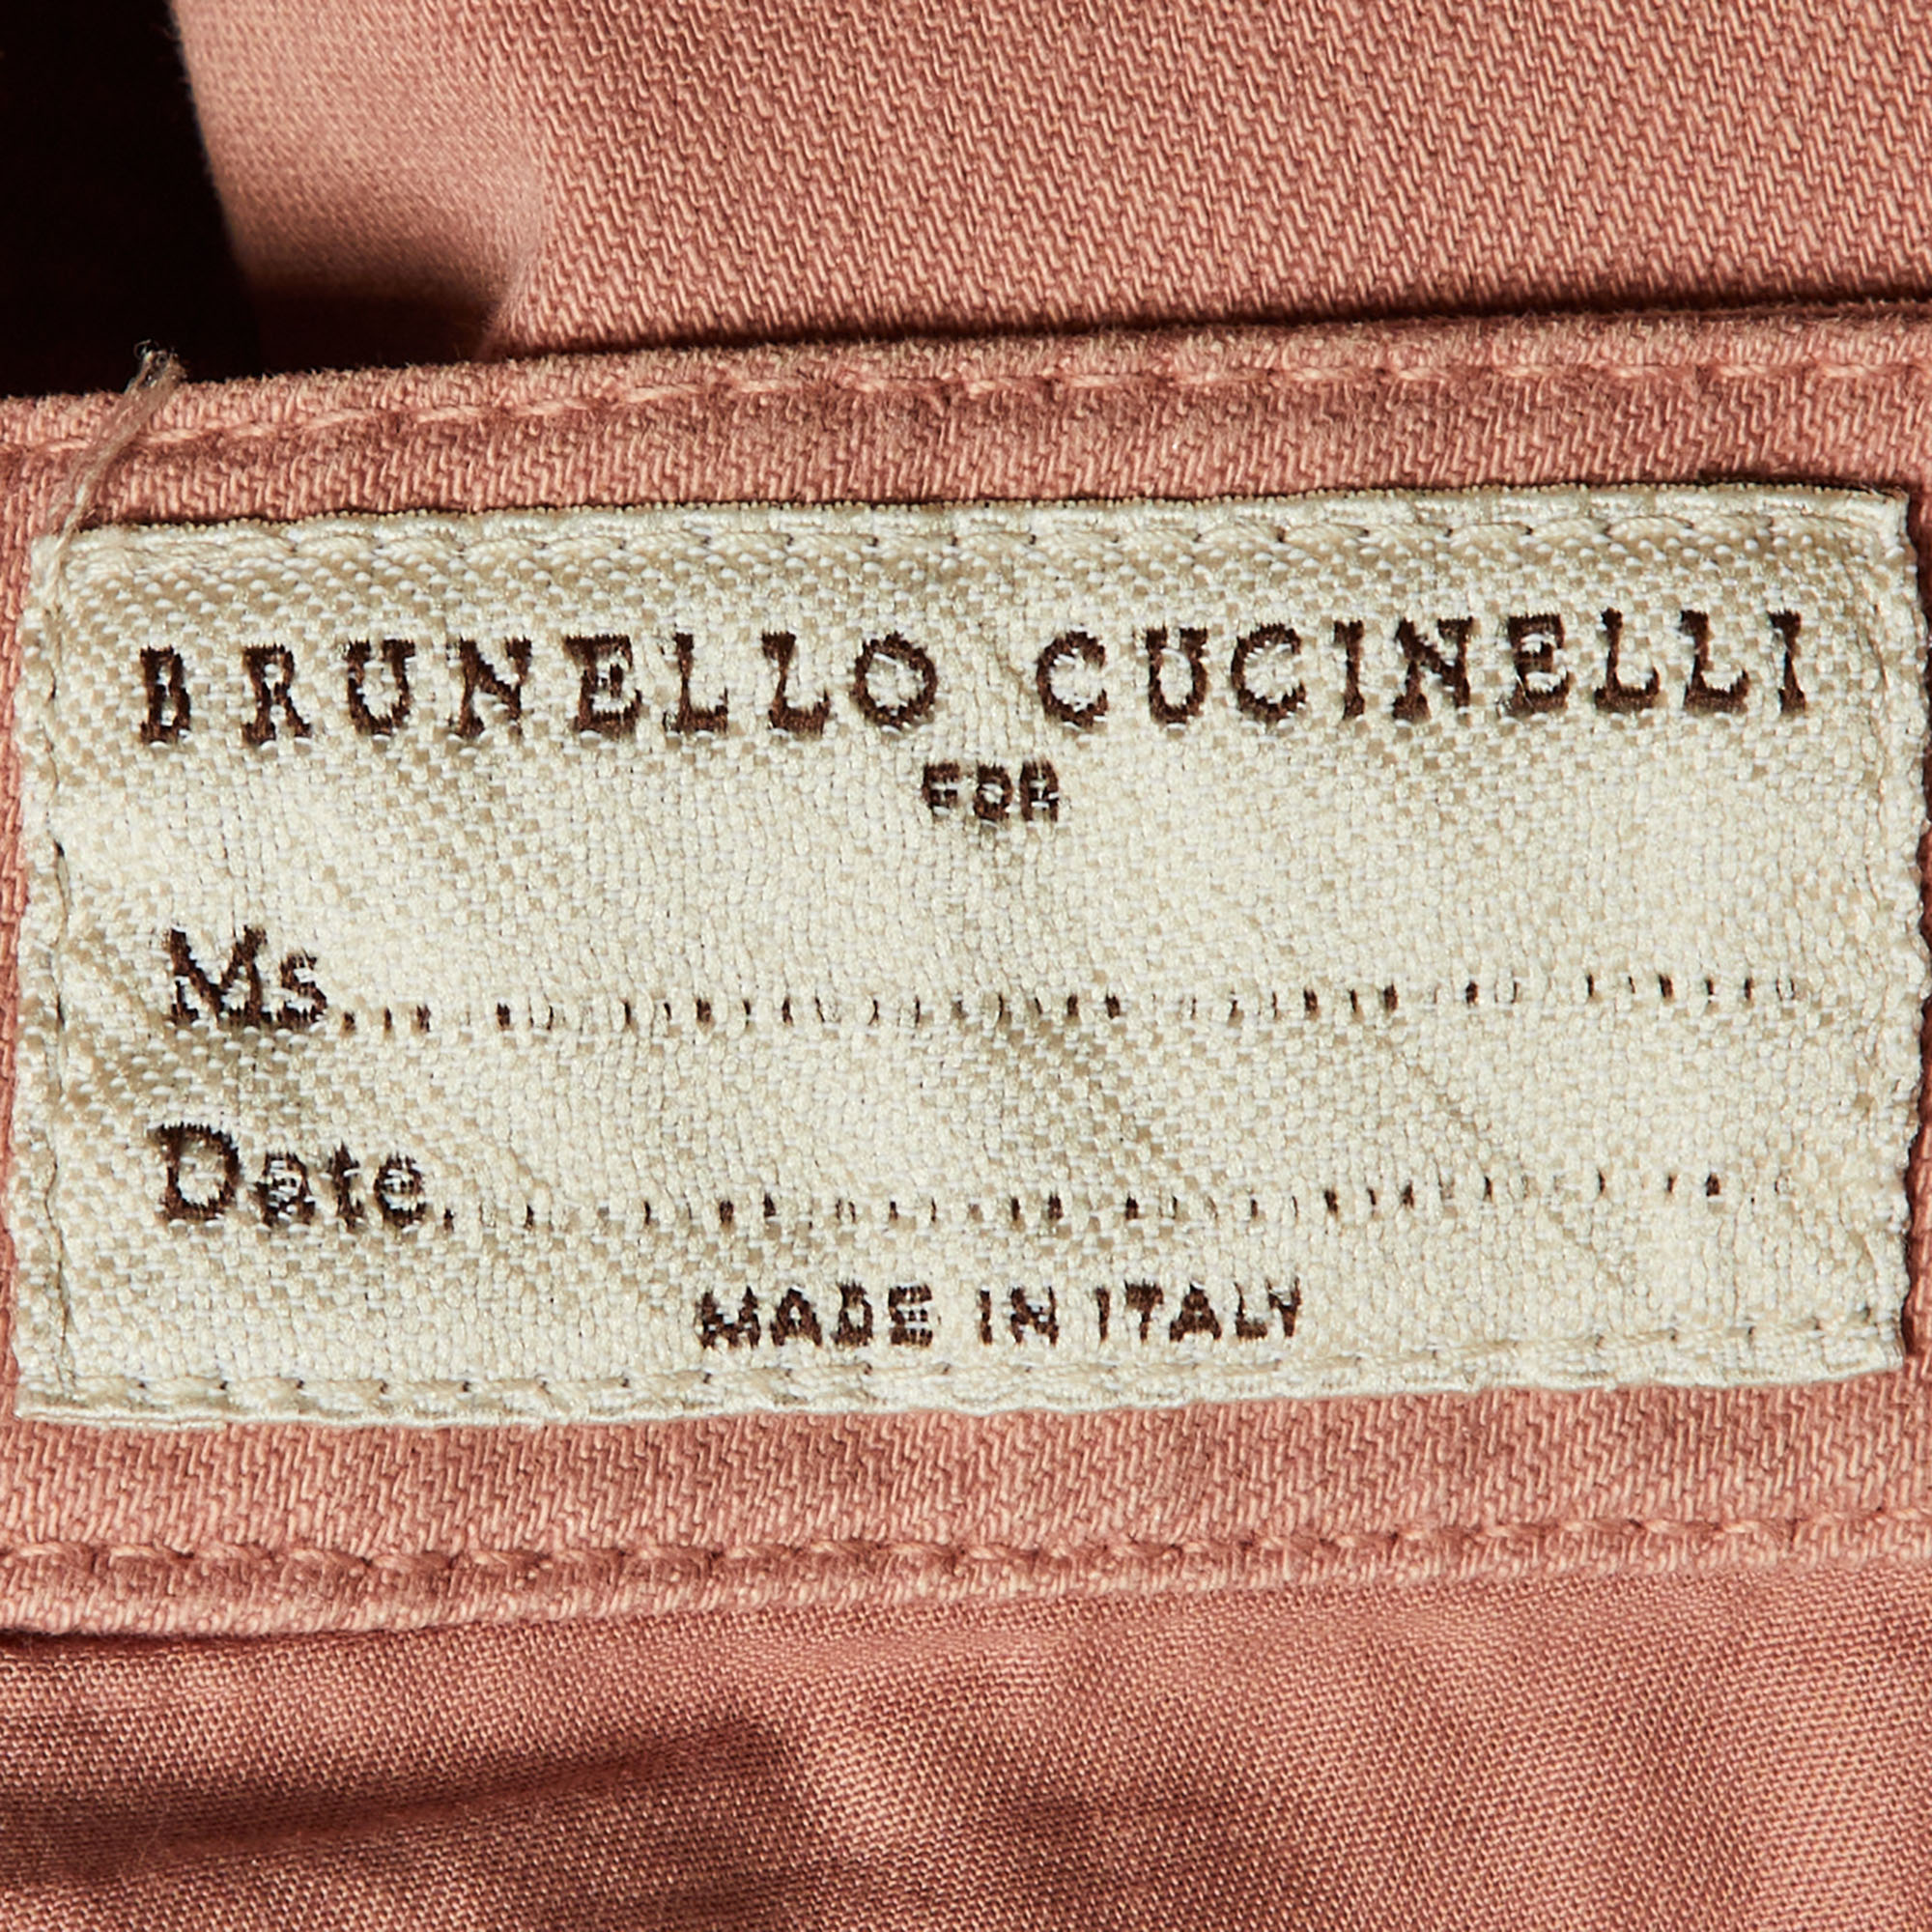 BRUNELLO CUCINELLI
FOR
Ms........................................
Date........................................
MADE IN ITALY